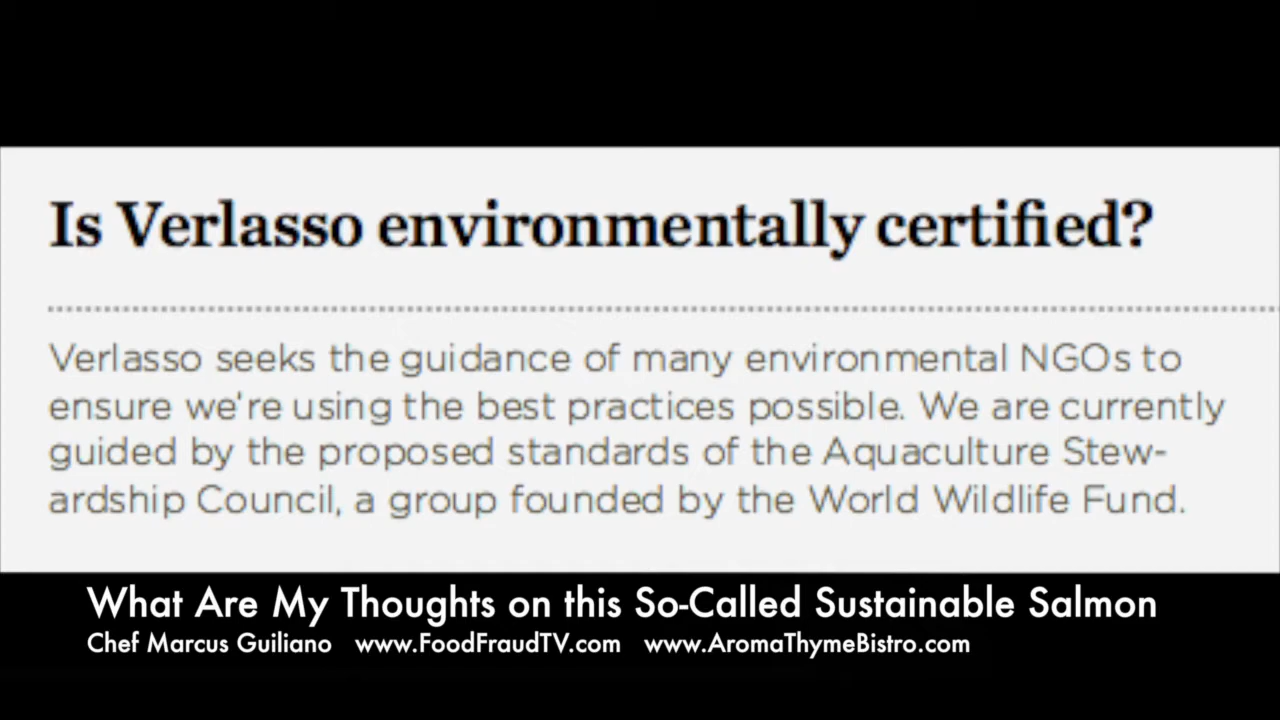 Is Verlasso environmentally certified?
Verlasso seeks the guidance of many environmental NGOs to
ensure we're using the best practices possible. We are currently
guided by the proposed standards of the Aquaculture Stew-
ardship Council, a group founded by the World Wildlife Fund.
What Are My Thoughts on this So-Called Sustainable Salmon
Chef Marcus Guiliano www.FoodFraudTV.com www.AromaThymeBistro.com